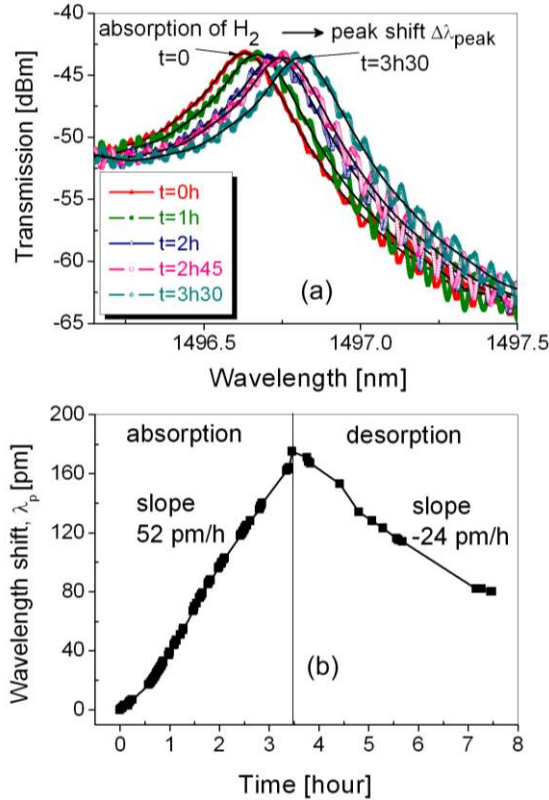 -40
-45
-50
-55
-60
-65
Transmission [dBm]
absorption of H2 → peak shift Δλpeak
t=0
t=3h30
t=0h
t=1h
t=2h
t=2h45
t=3h30
(a)
1496.5 1497.0 1497.5
Wavelength [nm]
200
160
120
80
40
0
Wavelength shift, λp [pm]
absorption desorption
slope
52 pm/h
slope
-24 pm/h
(b)
0 1 2 3 4 5 6 7 8
Time [hour]